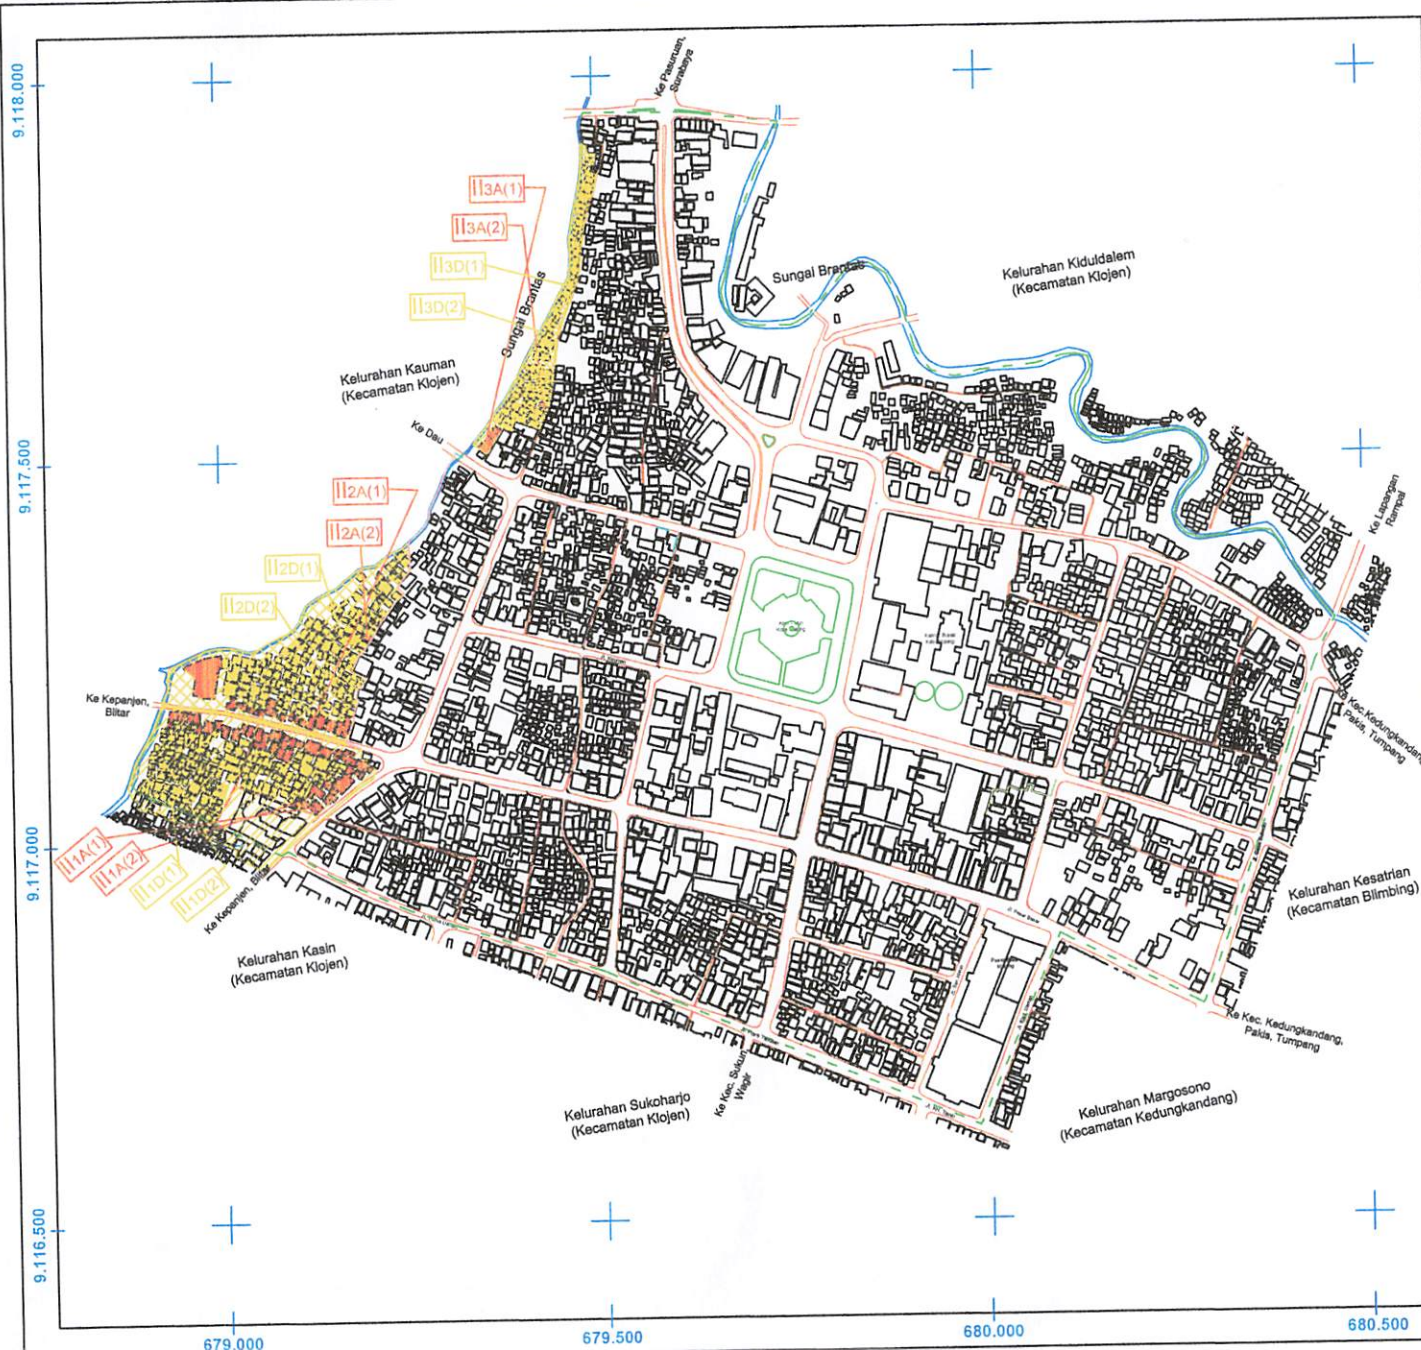 9.118.000
9.117.500
9.117.000
9.116.500
679.000
679.500
680.000
680.500
Ke Pasuruan,
Surabaya
II3A(1)
II3A(2)
II3D(1)
II3D(2)
Sungai Brantas
Sungai Brantas
Kelurahan Kiduldalem
(Kecamatan Klojen)
Kelurahan Kauman
(Kecamatan Klojen)
Ke Dau
II2A(1)
II2A(2)
II2D(1)
II2D(2)
Ke Lapangan
Rampal
Ke Kepanjen,
Blitar
Ke Kec.Kedungkandang,
Pakis, Tumpang
II1A(1)
II1A(2)
II1D(1)
II1D(2)
Ke Kepanjen, Blitar
Kelurahan Kasin
(Kecamatan Klojen)
Kelurahan Kesatrian
(Kecamatan Blimbing)
Ke Kec. Kedungkandang,
Pakis, Tumpang
Ke Kec. Sukun,
Wagir
Kelurahan Sukoharjo
(Kecamatan Klojen)
Kelurahan Margosono
(Kecamatan Kedungkandang)